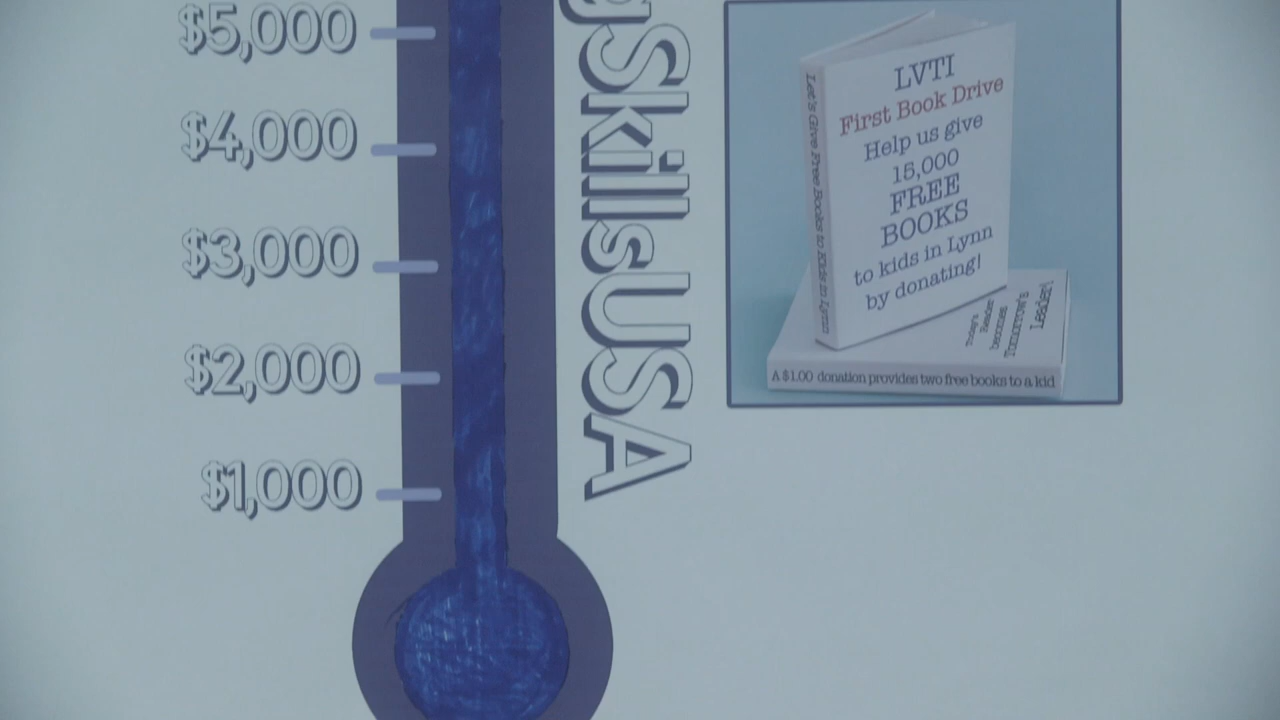 $5,000
$4,000
$3,000
$2,000
$1,000
gSkillsUSA
LVTI
First Book Drive
Help us give
15,000
FREE
BOOKS
to kids in Lynn
by donating!
Let's Give Free Books to Kids in Lynn
Today's
Reader
becomes
Tomorrow's
Leader!
A $1.00 donation provides two free books to a kid